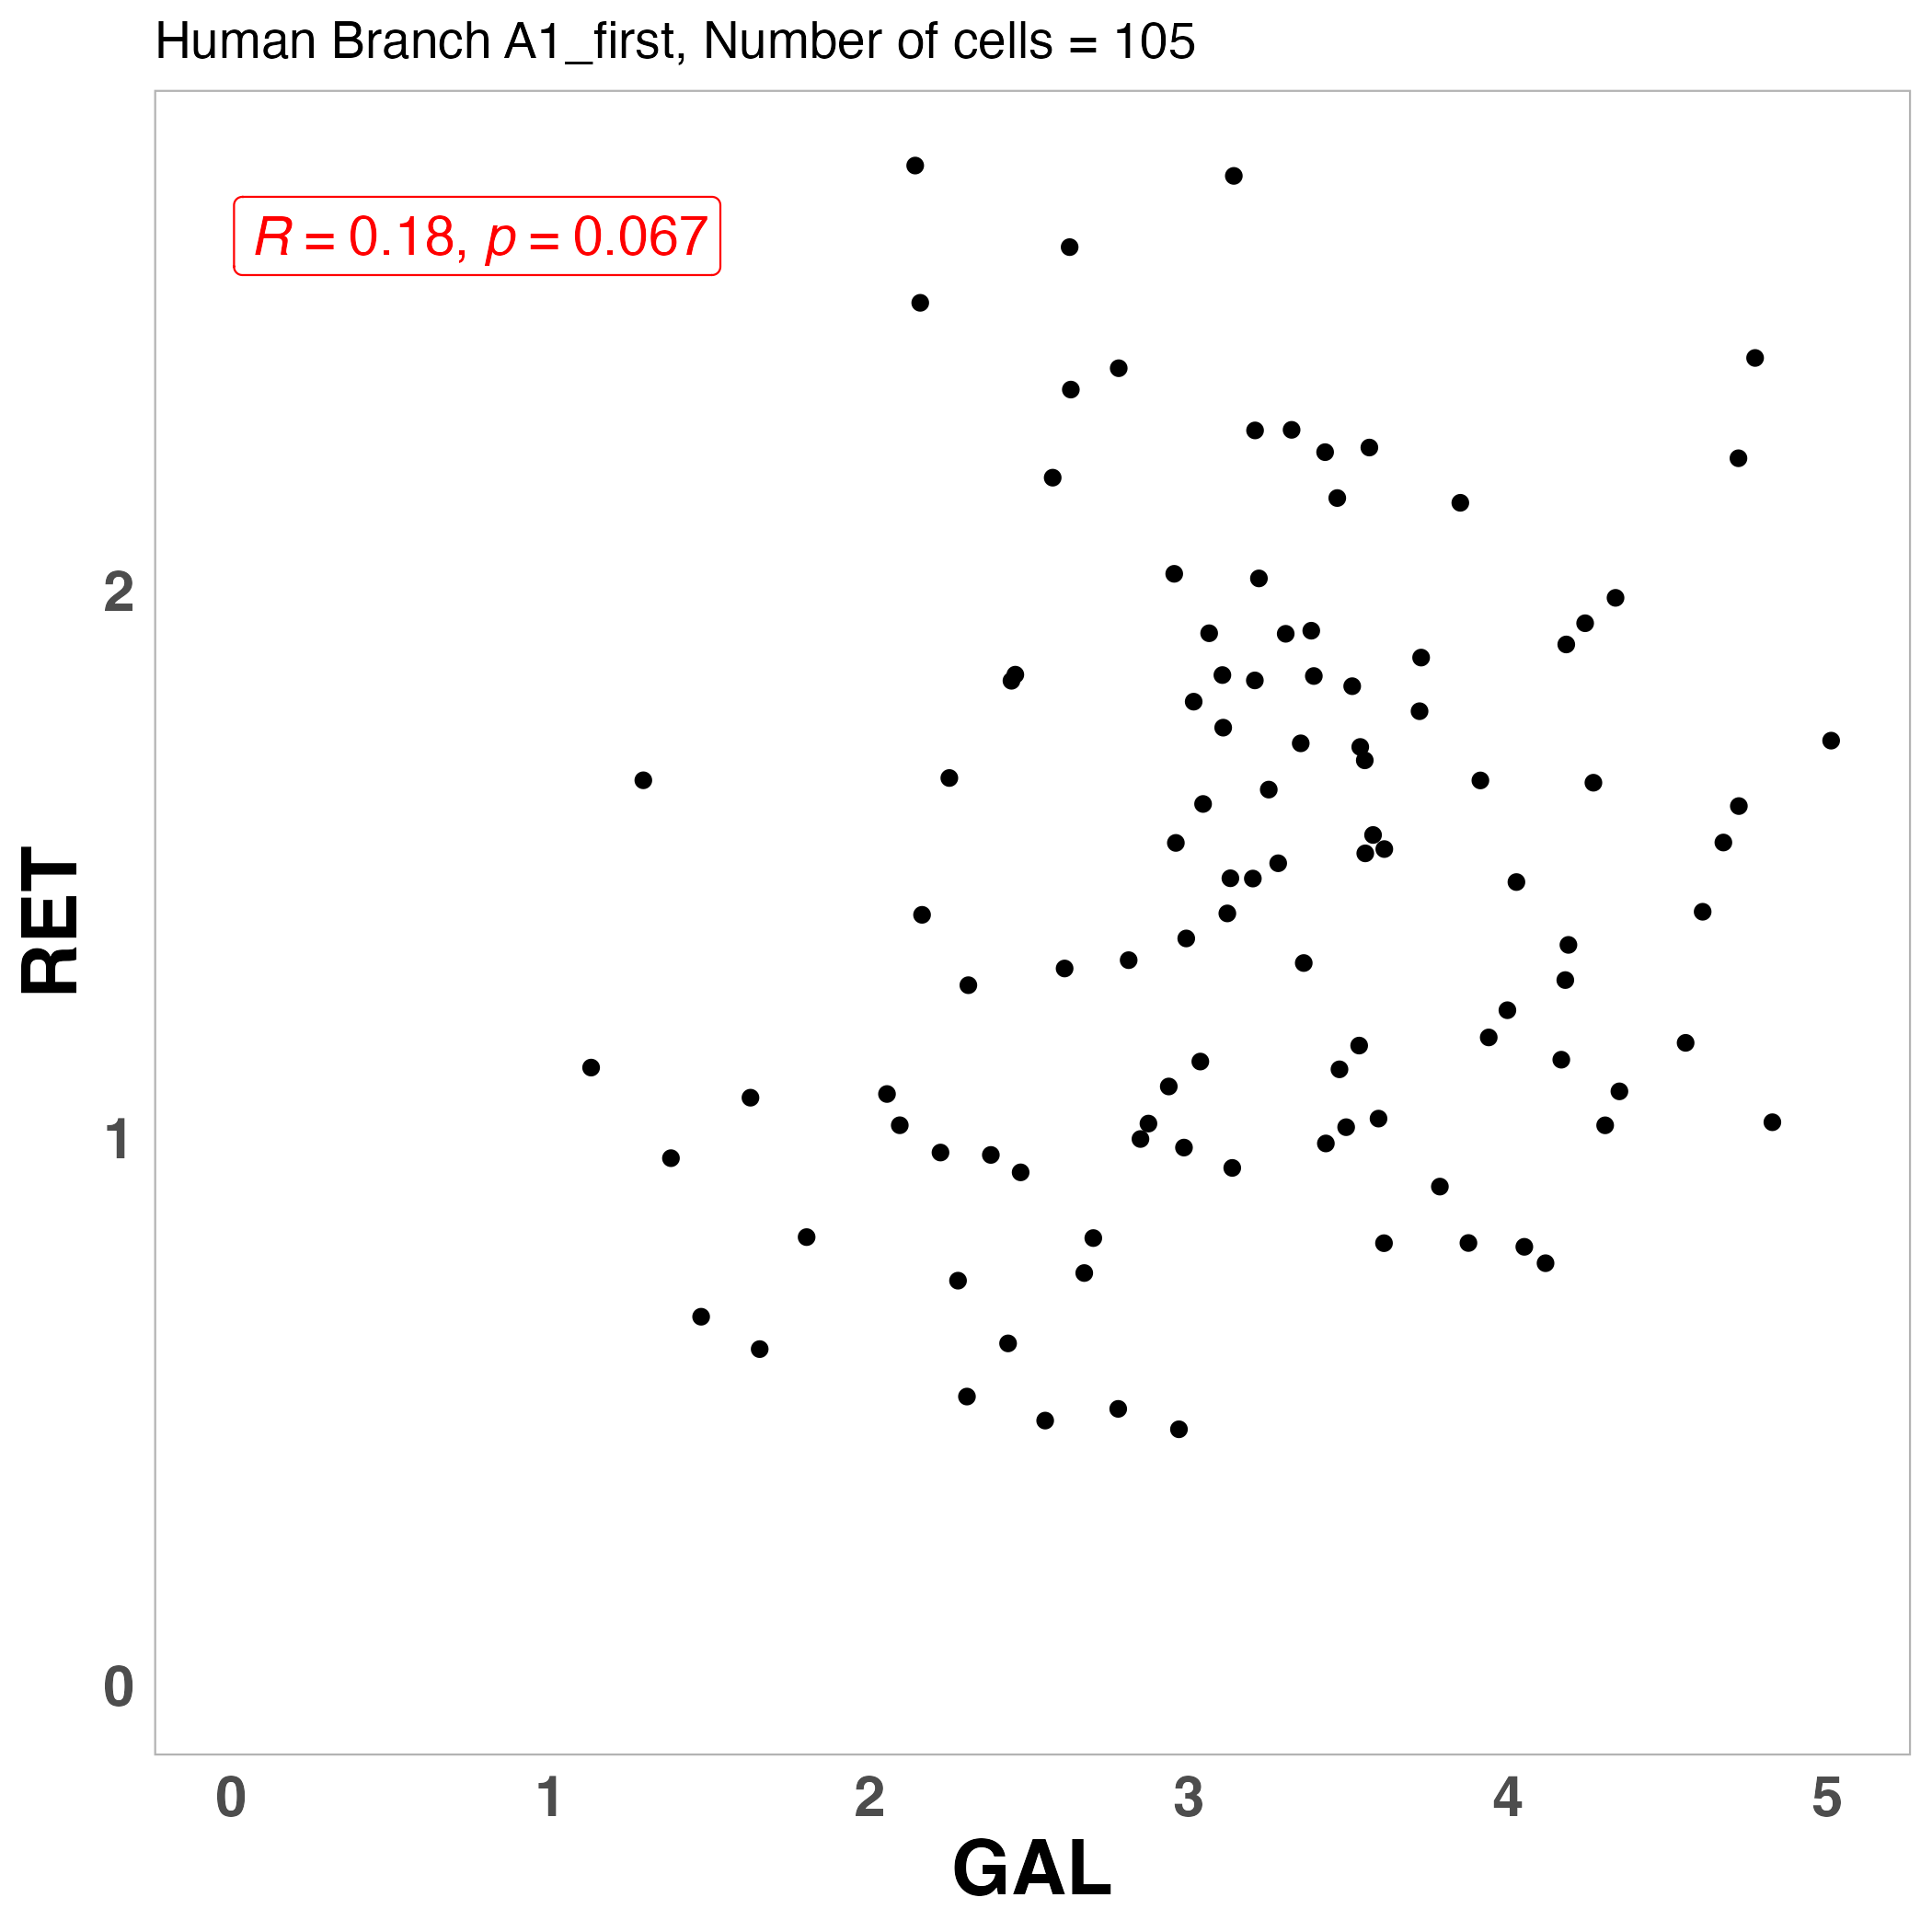 Human Branch A1_first, Number of cells = 105
R = 0.18, p = 0.067
2
1
0
RET
0 1 2 3 4 5
GAL